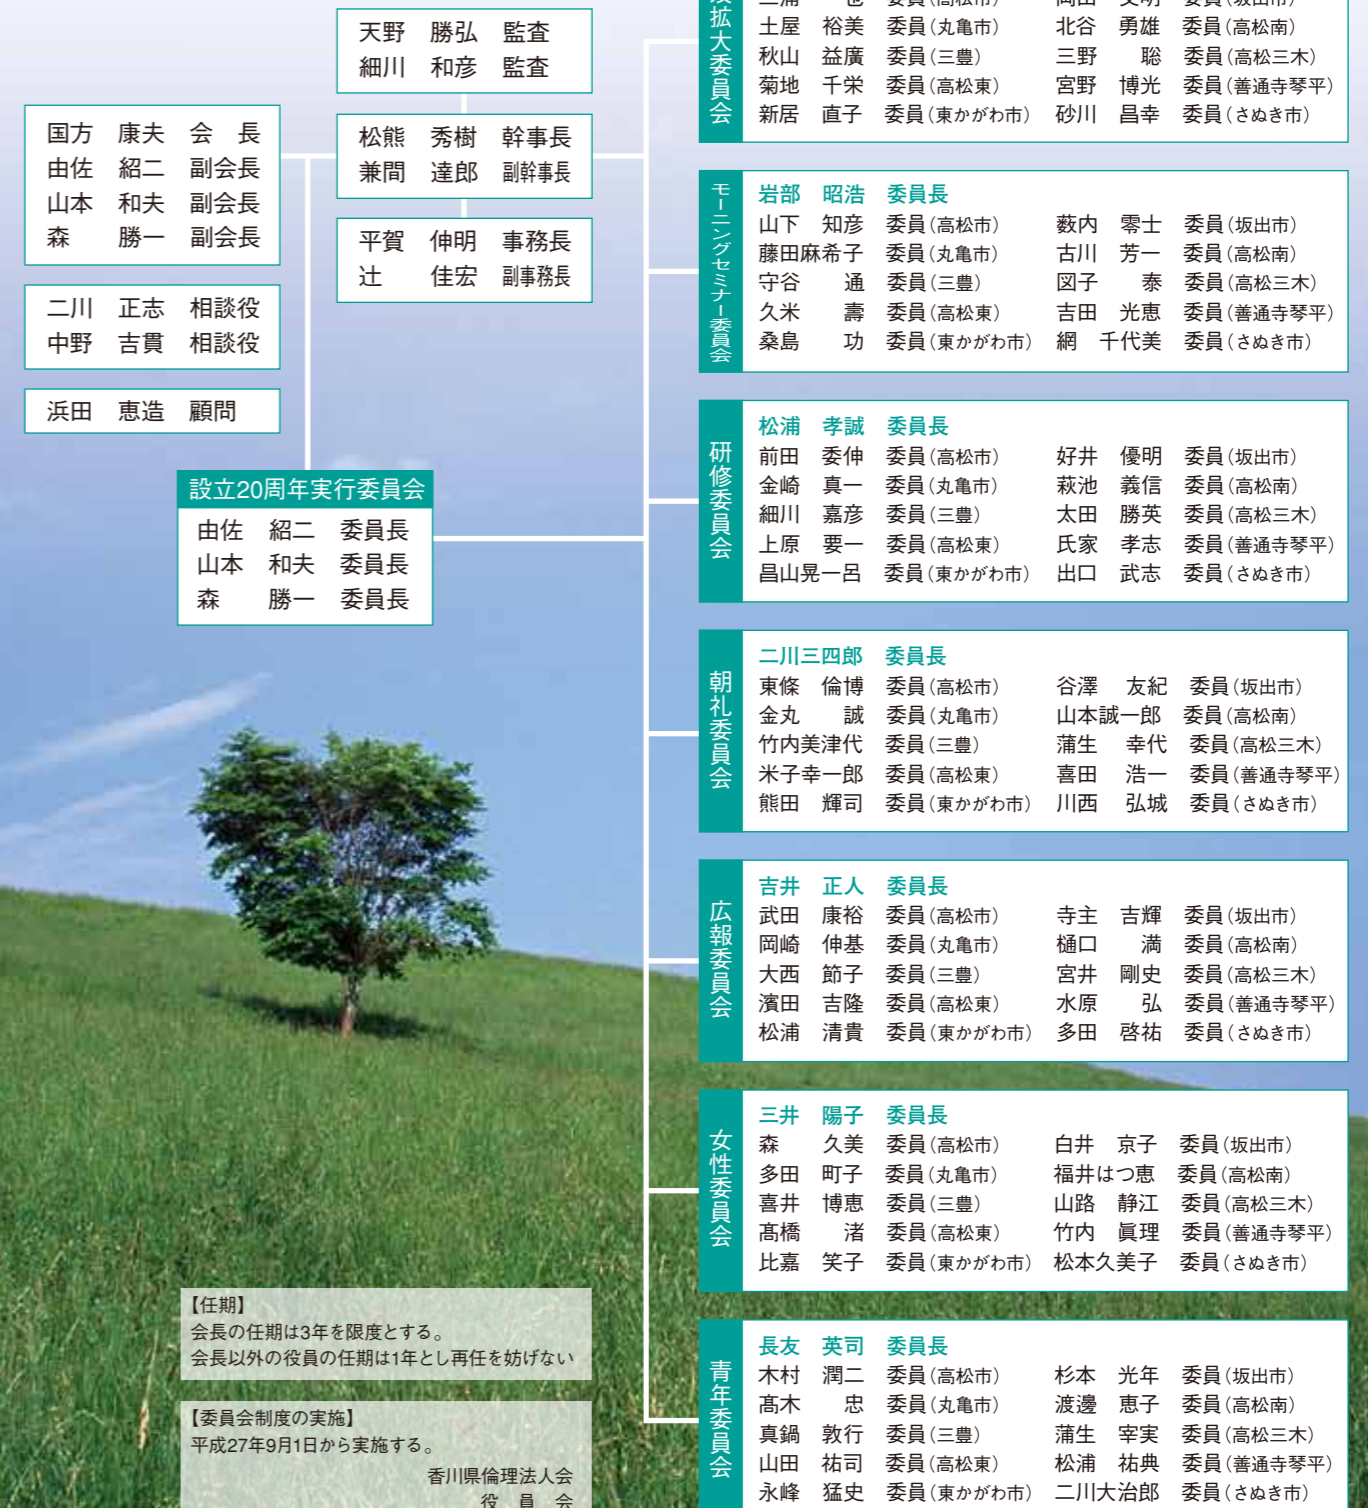 天野 勝弘 監査
細川 和彦 監査
国方 康夫 会 長
由佐 紹二 副会長
山本 和夫 副会長
森 勝一 副会長
松熊 秀樹 幹事長
兼間 達郎 副幹事長
平賀 伸明 事務長
辻 佳宏 副事務長
二川 正志 相談役
中野 吉貫 相談役
浜田 恵造 顧問
設立20周年実行委員会
由佐 紹二 委員長
山本 和夫 委員長
森 勝一 委員長
拡大委員会
土屋 裕美 委員(丸亀市) 北谷 勇雄 委員(高松南)
秋山 益廣 委員(三豊) 三野 聡 委員(高松三木)
菊地 千栄 委員(高松東) 宮野 博光 委員(善通寺琴平)
新居 直子 委員(東かがわ市) 砂川 昌幸 委員(さぬき市)
モーニングセミナー委員会
岩部 昭浩 委員長
山下 知彦 委員(高松市) 薮内 零士 委員(坂出市)
藤田麻希子 委員(丸亀市) 古川 芳一 委員(高松南)
守谷 通 委員(三豊) 図子 泰 委員(高松三木)
久米 壽 委員(高松東) 吉田 光恵 委員(善通寺琴平)
桑島 功 委員(東かがわ市) 網 千代美 委員(さぬき市)
研修委員会
松浦 孝誠 委員長
前田 委伸 委員(高松市) 好井 優明 委員(坂出市)
金崎 真一 委員(丸亀市) 萩池 義信 委員(高松南)
細川 嘉彦 委員(三豊) 太田 勝英 委員(高松三木)
上原 要一 委員(高松東) 氏家 孝志 委員(善通寺琴平)
昌山晃一呂 委員(東かがわ市) 出口 武志 委員(さぬき市)
朝礼委員会
二川三四郎 委員長
東條 倫博 委員(高松市) 谷澤 友紀 委員(坂出市)
金丸 誠 委員(丸亀市) 山本誠一郎 委員(高松南)
竹内美津代 委員(三豊) 蒲生 幸代 委員(高松三木)
米子幸一郎 委員(高松東) 喜田 浩一 委員(善通寺琴平)
熊田 輝司 委員(東かがわ市) 川西 弘城 委員(さぬき市)
広報委員会
吉井 正人 委員長
武田 康裕 委員(高松市) 寺主 吉輝 委員(坂出市)
岡崎 伸基 委員(丸亀市) 樋口 満 委員(高松南)
大西 節子 委員(三豊) 宮井 剛史 委員(高松三木)
濱田 吉隆 委員(高松東) 水原 弘 委員(善通寺琴平)
松浦 清貴 委員(東かがわ市) 多田 啓祐 委員(さぬき市)
女性委員会
三井 陽子 委員長
森 久美 委員(高松市) 白井 京子 委員(坂出市)
多田 町子 委員(丸亀市) 福井はつ恵 委員(高松南)
喜井 博恵 委員(三豊) 山路 静江 委員(高松三木)
髙橋 渚 委員(高松東) 竹内 眞理 委員(善通寺琴平)
比嘉 笑子 委員(東かがわ市) 松本久美子 委員(さぬき市)
青年委員会
長友 英司 委員長
木村 潤二 委員(高松市) 杉本 光年 委員(坂出市)
髙木 忠 委員(丸亀市) 渡邊 恵子 委員(高松南)
真鍋 敦行 委員(三豊) 蒲生 宰実 委員(高松三木)
山田 祐司 委員(高松東) 松浦 祐典 委員(善通寺琴平)
永峰 猛史 委員(東かがわ市) 二川大治郎 委員(さぬき市)
【任期】
会長の任期は3年を限度とする。
会長以外の役員の任期は1年とし再任を妨げない
【委員会制度の実施】
平成27年9月1日から実施する。
香川県倫理法人会
役 員 会